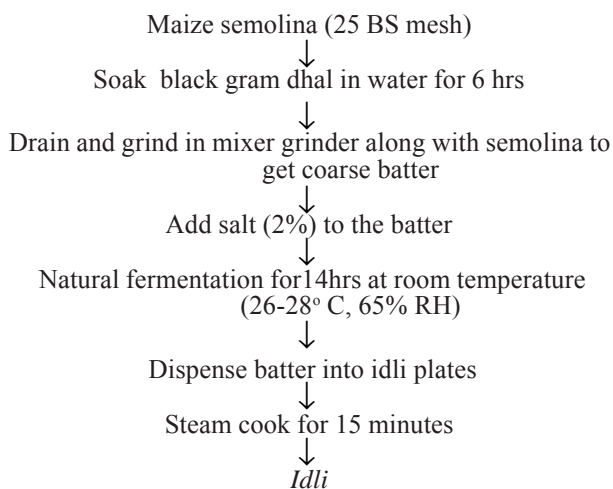 Maize semolina (25 BS mesh)
Soak black gram dhal in water for 6 hrs
Drain and grind in mixer grinder along with semolina to
get coarse batter
Add salt (2%) to the batter
Natural fermentation for14hrs at room temperature
(26-28° C, 65% RH)
Dispense batter into idli plates
Steam cook for 15 minutes
Idli